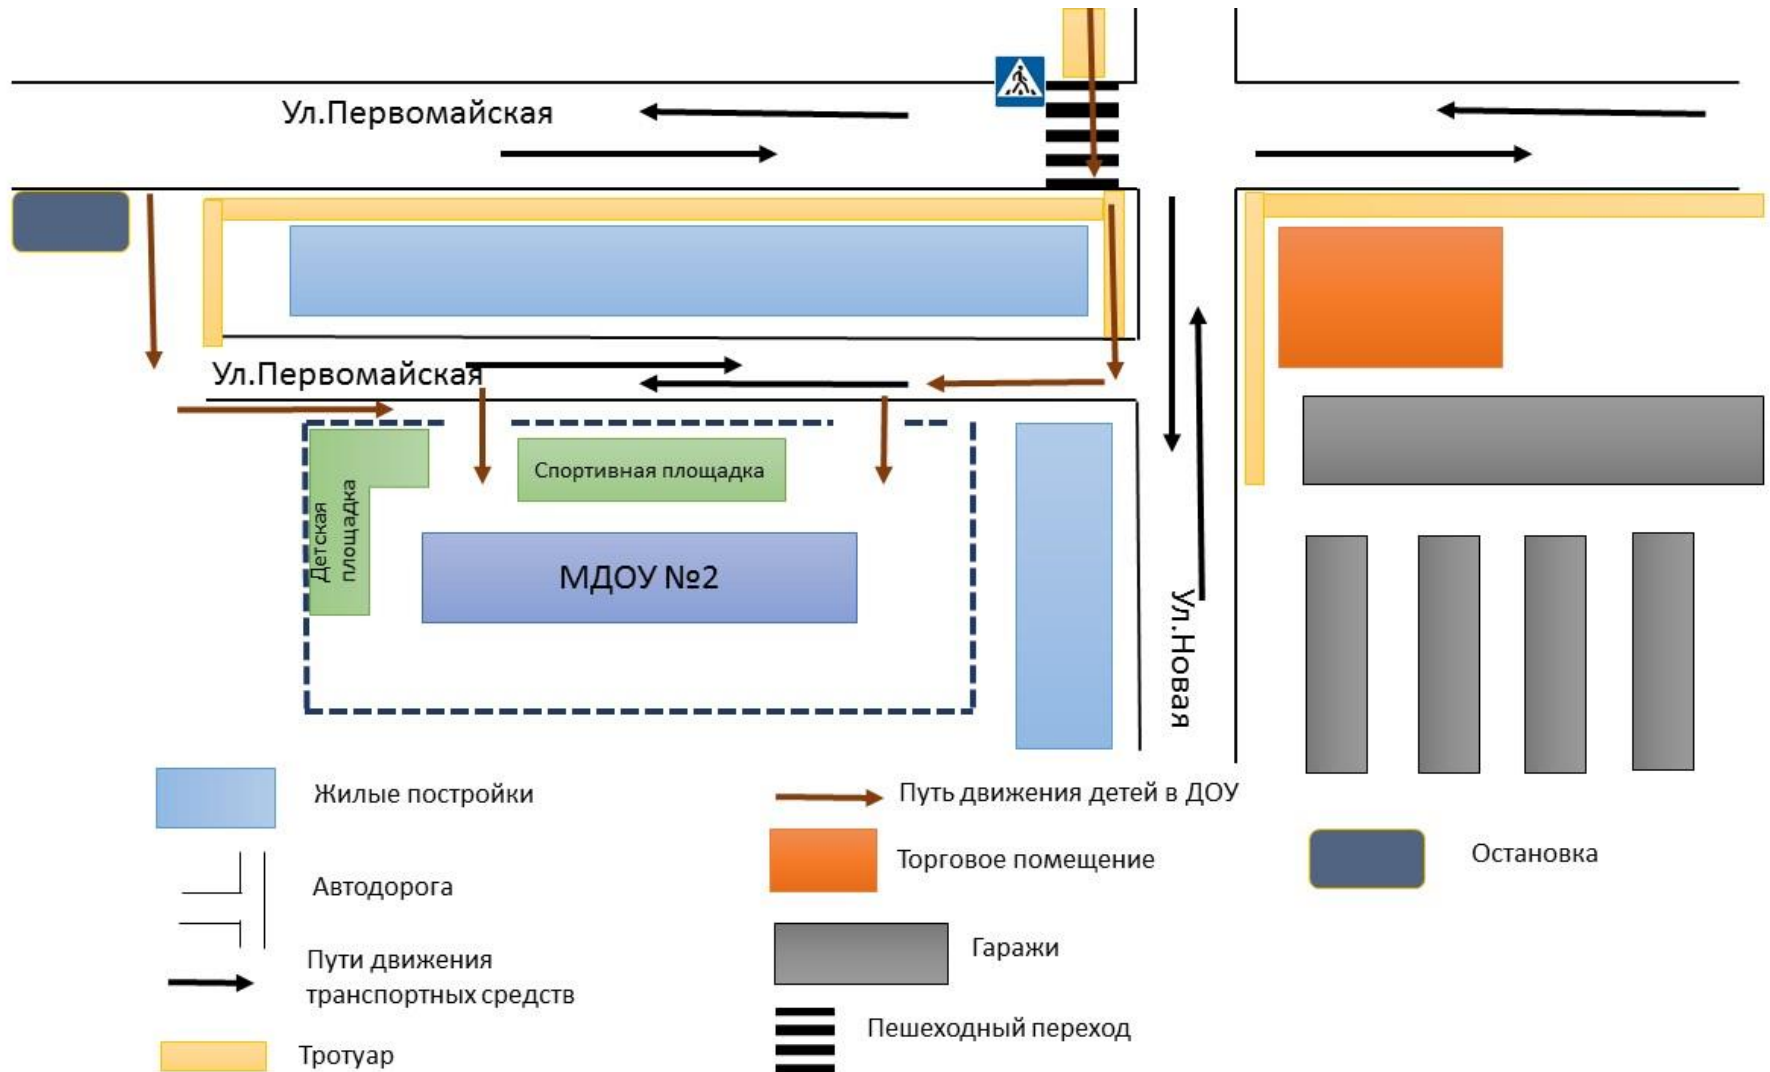 Ул.Первомайская
Ул.Первомайская
Спортивная площадка
Детская
площадка
МДОУ №2
Ул.Новая
Жилые постройки
Автодорога
Пути движения
транспортных средств
Тротуар
Путь движения детей в ДОУ
Торговое помещение
Гаражи
Пешеходный переход
Остановка